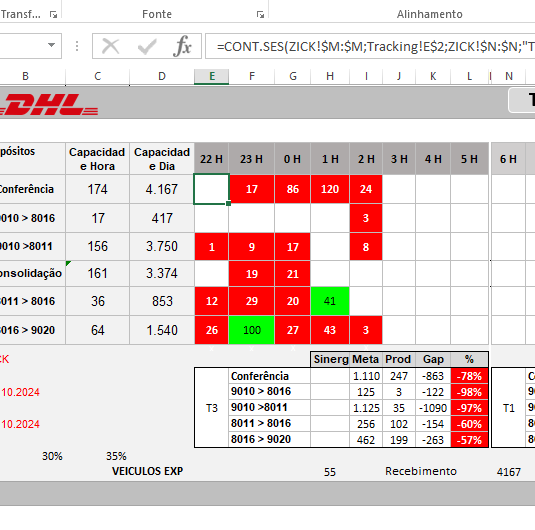 Transf...
Fonte
Alinhamento
=CONT.SES(ZICK!$M:$M;Tracking!E$2;ZICK!$N:$N;"T
B C D E F G H I J K L M N
DHL
pósitos Capacidad e Hora Capacidad e Dia 22 H 23 H 0 H 1 H 2 H 3 H 4 H 5 H 6 H
Conferência 174 4.167 17 86 120 24
9010 > 8016 17 417 3
9010 >8011 156 3.750 1 9 17 8
onsolidação 161 3.374 19 21
8011 > 8016 36 853 12 29 20 41
8016 > 9020 64 1.540 26 100 27 43 3
CK Sinerg Meta Prod Gap %
Conferência 1.110 247 -863 -78%
10.2024 9010 > 8016 125 3 -122 -98%
T3 9010 >8011 1.125 35 -1090 -97% T1
10.2024 8011 > 8016 256 102 -154 -60%
8016 > 9020 462 199 -263 -57%
30% 35%
VEICULOS EXP 55 Recebimento 4167